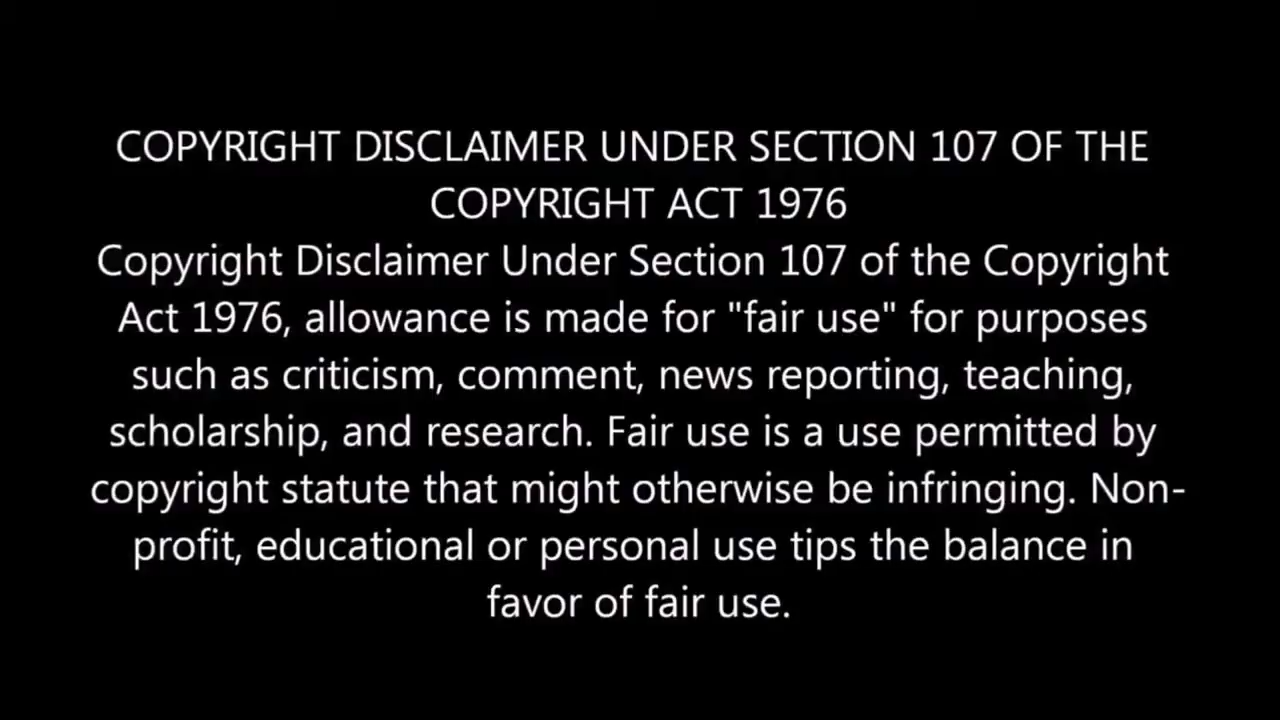 COPYRIGHT DISCLAIMER UNDER SECTION 107 OF THE
COPYRIGHT ACT 1976
Copyright Disclaimer Under Section 107 of the Copyright
Act 1976, allowance is made for "fair use" for purposes
such as criticism, comment, news reporting, teaching,
scholarship, and research. Fair use is a use permitted by
copyright statute that might otherwise be infringing. Non-
profit, educational or personal use tips the balance in
favor of fair use.